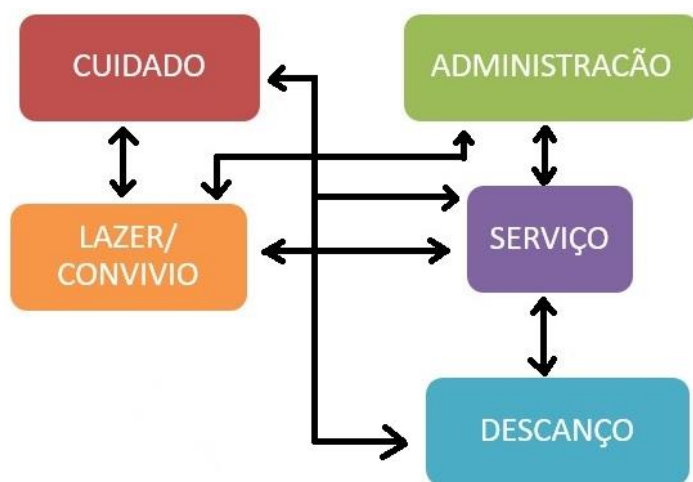 CUIDADO
ADMINISTRACÃO
LAZER/
CONVIVIO
SERVIÇO
DESCANÇO